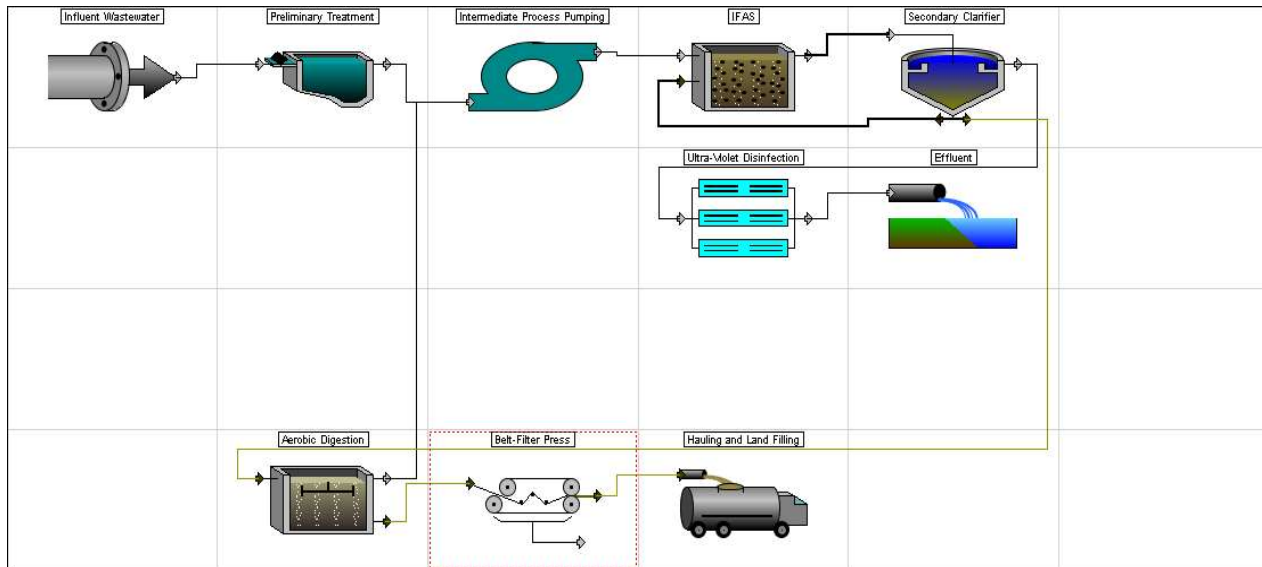 Influent Wastewater
Preliminary Treatment
Intermediate Process Pumping
IFAS
Secondary Clarifier
Ultra-Violet Disinfection
Effluent
Aerobic Digestion
Belt-Filter Press
Hauling and Land Filling